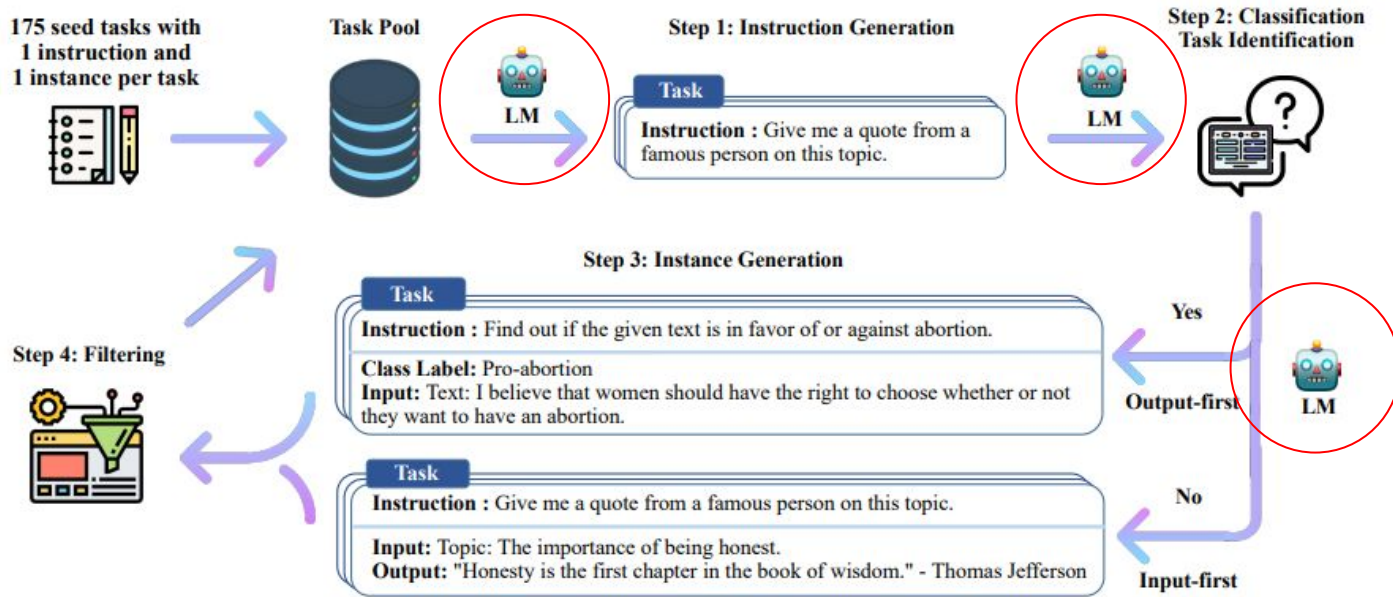 175 seed tasks with
1 instruction and
1 instance per task
Task Pool
LM
Step 1: Instruction Generation
Task
Instruction : Give me a quote from a
famous person on this topic.
LM
Step 2: Classification
Task Identification
?
Step 3: Instance Generation
Task
Instruction : Find out if the given text is in favor of or against abortion.
Class Label: Pro-abortion
Input: Text: I believe that women should have the right to choose whether or not
they want to have an abortion.
Yes
Output-first
LM
Step 4: Filtering
Task
Instruction : Give me a quote from a famous person on this topic.
Input: Topic: The importance of being honest.
Output: "Honesty is the first chapter in the book of wisdom." - Thomas Jefferson
No
Input-first